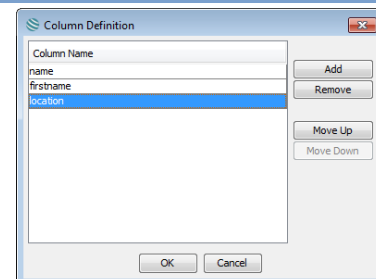 Column Definition
Column Name
name
firstname
location
Add
Remove
Move Up
Move Down
OK
Cancel